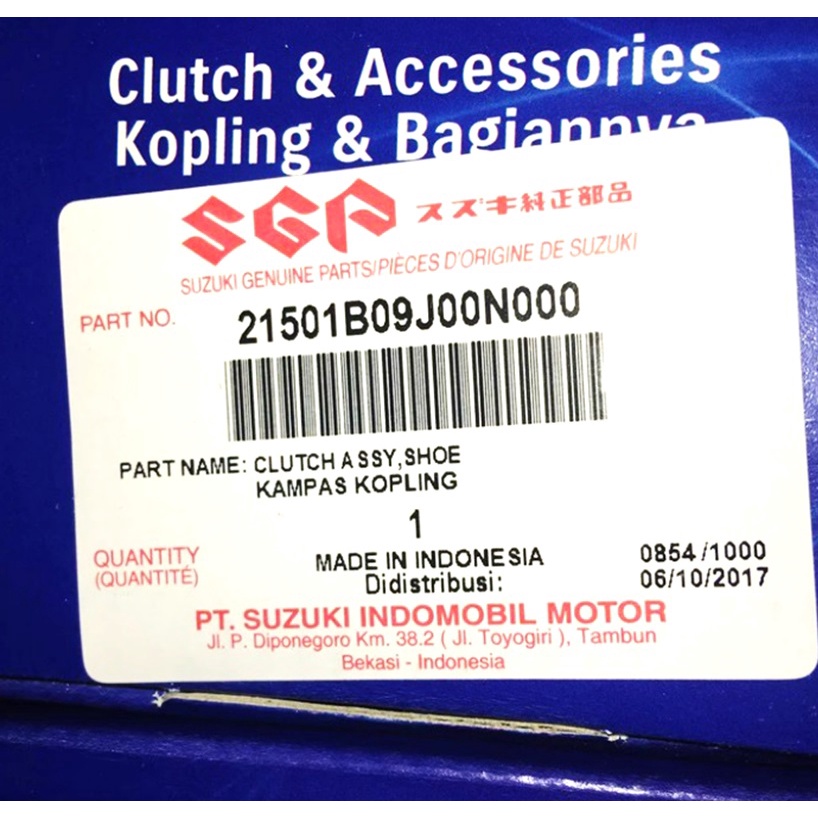 Clutch & Accessories
Kopling & Bagiannya
SGP スズキ純正部品
SUZUKI GENUINE PARTS/PIÈCES D'ORIGINE DE SUZUKI
PART NO. 21501B09J00N000
PART NAME: CLUTCH ASSY,SHOE
KAMPAS KOPLING
1
QUANTITY
(QUANTITÉ)
MADE IN INDONESIA 0854/1000
Didistribusi: 06/10/2017
PT. SUZUKI INDOMOBIL MOTOR
Jl. P. Diponegoro Km. 38.2 ( Jl. Toyogiri ), Tambun
Bekasi - Indonesia